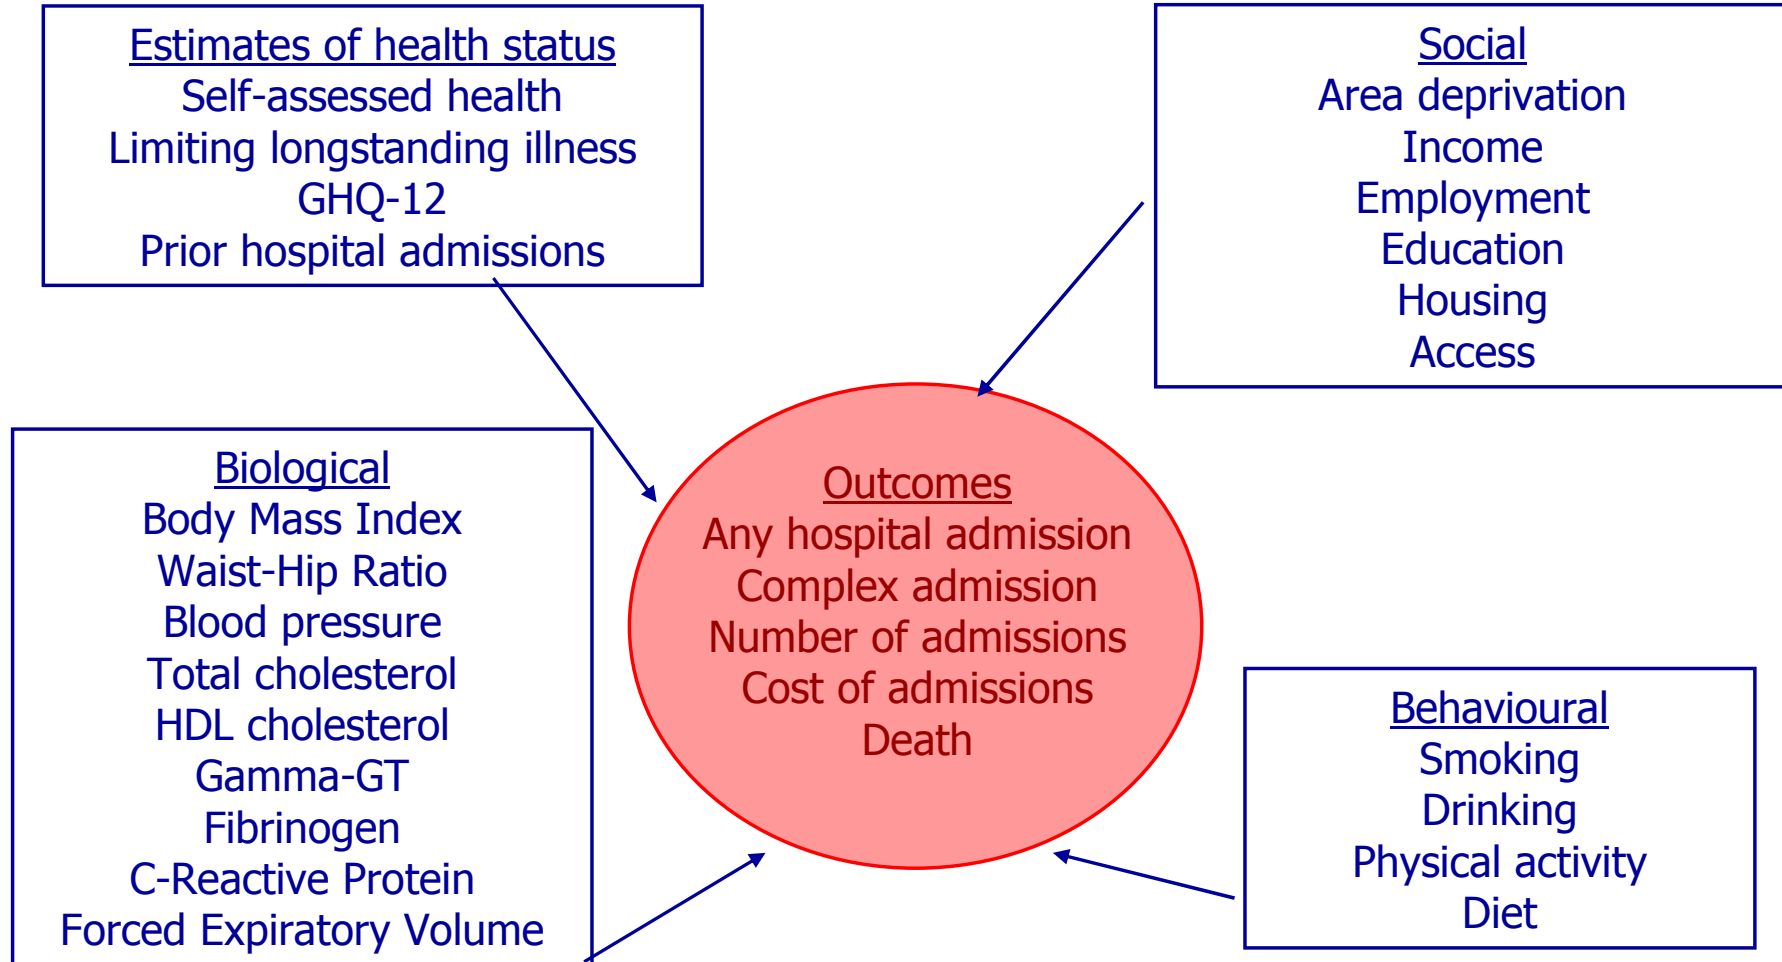 Estimates of health status
Self-assessed health
Limiting longstanding illness
GHQ-12
Prior hospital admissions
Social
Area deprivation
Income
Employment
Education
Housing
Access
Biological
Body Mass Index
Waist-Hip Ratio
Blood pressure
Total cholesterol
HDL cholesterol
Gamma-GT
Fibrinogen
C-Reactive Protein
Forced Expiratory Volume
Outcomes
Any hospital admission
Complex admission
Number of admissions
Cost of admissions
Death
Behavioural
Smoking
Drinking
Physical activity
Diet